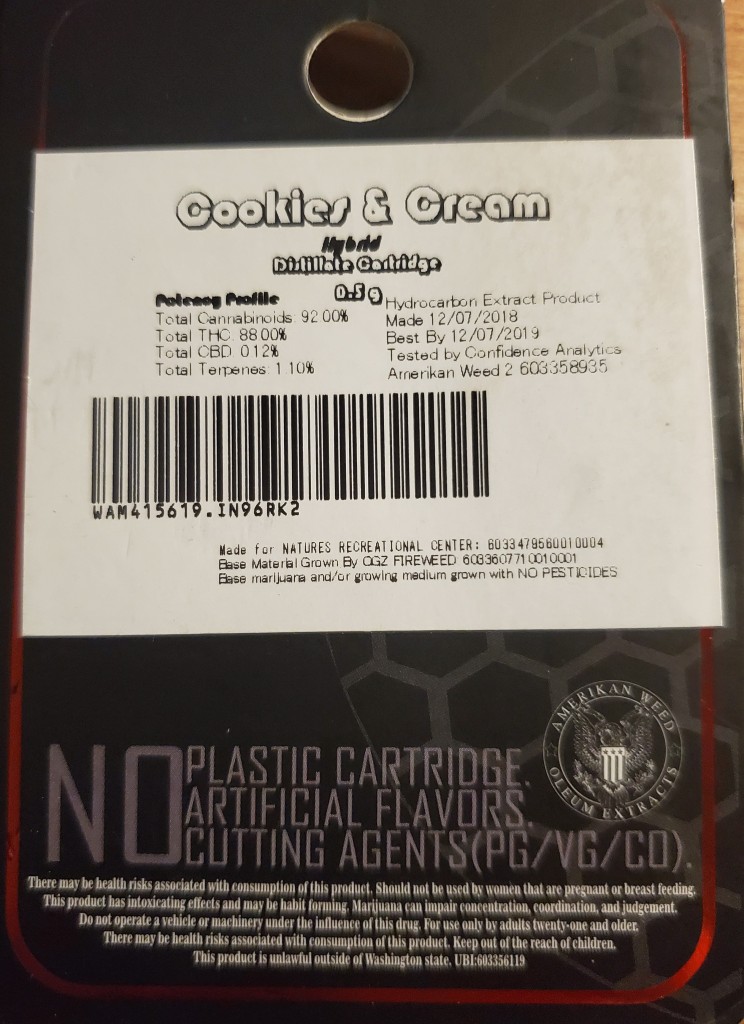 Cookies & Cream
Hybrid
Distillate Cartridge
0.5 g
Potency Profile
Total Cannabinoids: 92.00%
Total THC: 88.00%
Total CBD: 0.12%
Total Terpenes: 1.10%
Hydrocarbon Extract Product
Made 12/07/2018
Best By 12/07/2019
Tested by Confidence Analytics
Amerikan Weed 2 603358935
WAM415619.IN96RK2
Made for NATURES RECREATIONAL CENTER: 6033479560010004
Base Material Grown By OGZ FIREWEED 6033607710010001
Base marijuana and/or growing medium grown with NO PESTICIDES
AMERIKAN WEED
OLEUM EXTRACTS
NO PLASTIC CARTRIDGE.
ARTIFICIAL FLAVORS.
CUTTING AGENTS(PG/VG/CO).
There may be health risks associated with consumption of this product. Should not be used by women that are pregnant or breast feeding.
This product has intoxicating effects and may be habit forming. Marijuana can impair concentration, coordination, and judgement.
Do not operate a vehicle or machinery under the influence of this drug. For use only by adults twenty-one and older.
There may be health risks associated with consumption of this product. Keep out of the reach of children.
This product is unlawful outside of Washington state. UBI:603356119